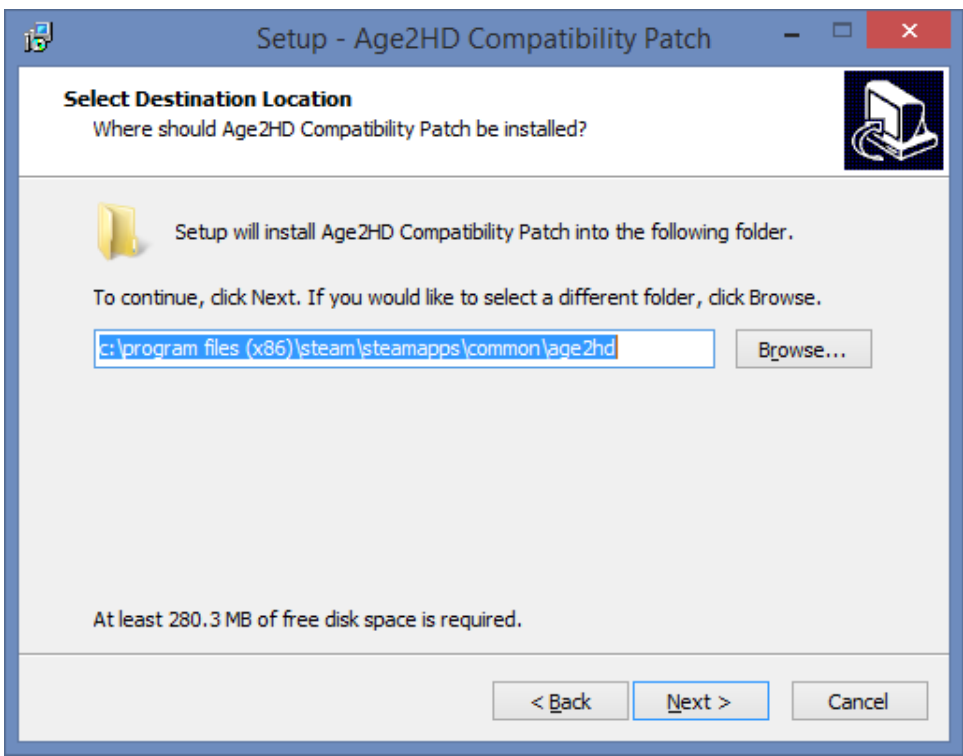 Setup - Age2HD Compatibility Patch
Select Destination Location
Where should Age2HD Compatibility Patch be installed?
Setup will install Age2HD Compatibility Patch into the following folder.
To continue, click Next. If you would like to select a different folder, click Browse.
c:\program files (x86)\steam\steamapps\common\age2hd
Browse...
At least 280.3 MB of free disk space is required.
< Back
Next >
Cancel